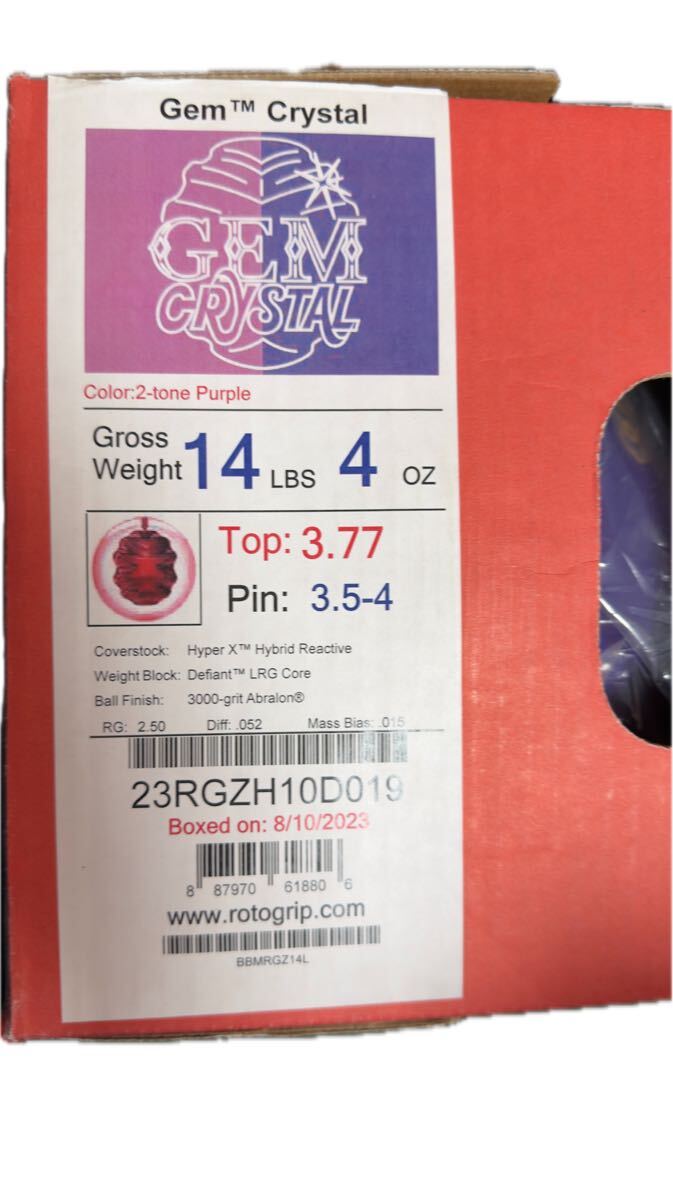 Gem™ Crystal
GEM
CRYSTAL
Color:2-tone Purple
Gross Weight 14 LBS 4 OZ
Top: 3.77
Pin: 3.5-4
Coverstock: Hyper X™ Hybrid Reactive
Weight Block: Defiant™ LRG Core
Ball Finish: 3000-grit Abralon®
RG: 2.50 Diff: .052 Mass Bias: .015
23RGZH10D019
Boxed on: 8/10/2023
8 87970 61880 6
www.rotogrip.com
BBMRGZ14L